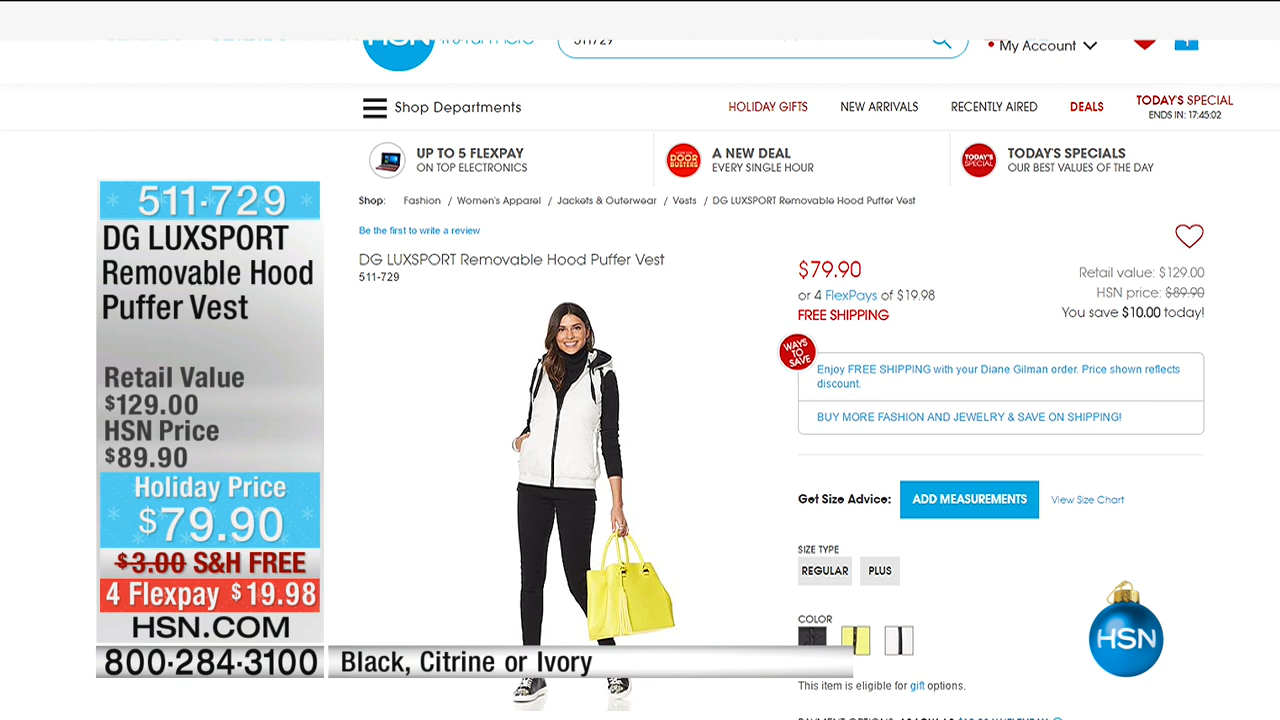 HSN
511729
My Account
1
Shop Departments
HOLIDAY GIFTS
NEW ARRIVALS
RECENTLY AIRED
DEALS
TODAY'S SPECIAL
ENDS IN: 17:45:02
UP TO 5 FLEXPAY
ON TOP ELECTRONICS
DOOR BUSTERS
A NEW DEAL
EVERY SINGLE HOUR
TODAY'S SPECIAL
TODAY'S SPECIALS
OUR BEST VALUES OF THE DAY
511-729
DG LUXSPORT
Removable Hood
Puffer Vest
Retail Value
$129.00
HSN Price
$89.90
Holiday Price
$79.90
$3.00 S&H FREE
4 Flexpay $19.98
HSN.COM
800-284-3100
Black, Citrine or Ivory
Shop: Fashion / Women's Apparel / Jackets & Outerwear / Vests / DG LUXSPORT Removable Hood Puffer Vest
Be the first to write a review
DG LUXSPORT Removable Hood Puffer Vest
511-729
$79.90
or 4 FlexPays of $19.98
FREE SHIPPING
Retail value: $129.00
HSN price: $89.90
You save $10.00 today!
WAYS
TO
SAVE
Enjoy FREE SHIPPING with your Diane Gilman order. Price shown reflects
discount.
BUY MORE FASHION AND JEWELRY & SAVE ON SHIPPING!
Get Size Advice:
ADD MEASUREMENTS
View Size Chart
SIZE TYPE
REGULAR
PLUS
COLOR
HSN
This item is eligible for gift options.